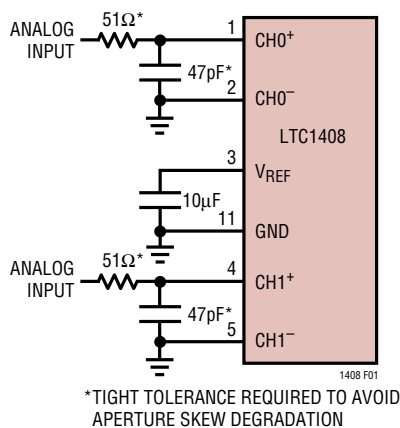 ANALOG
INPUT
51Ω*
47pF*
1
CH0+
2
CH0–
LTC1408
3
VREF
10µF
11
GND
ANALOG
INPUT
51Ω*
47pF*
4
CH1+
5
CH1–
1408 F01
*TIGHT TOLERANCE REQUIRED TO AVOID
APERTURE SKEW DEGRADATION